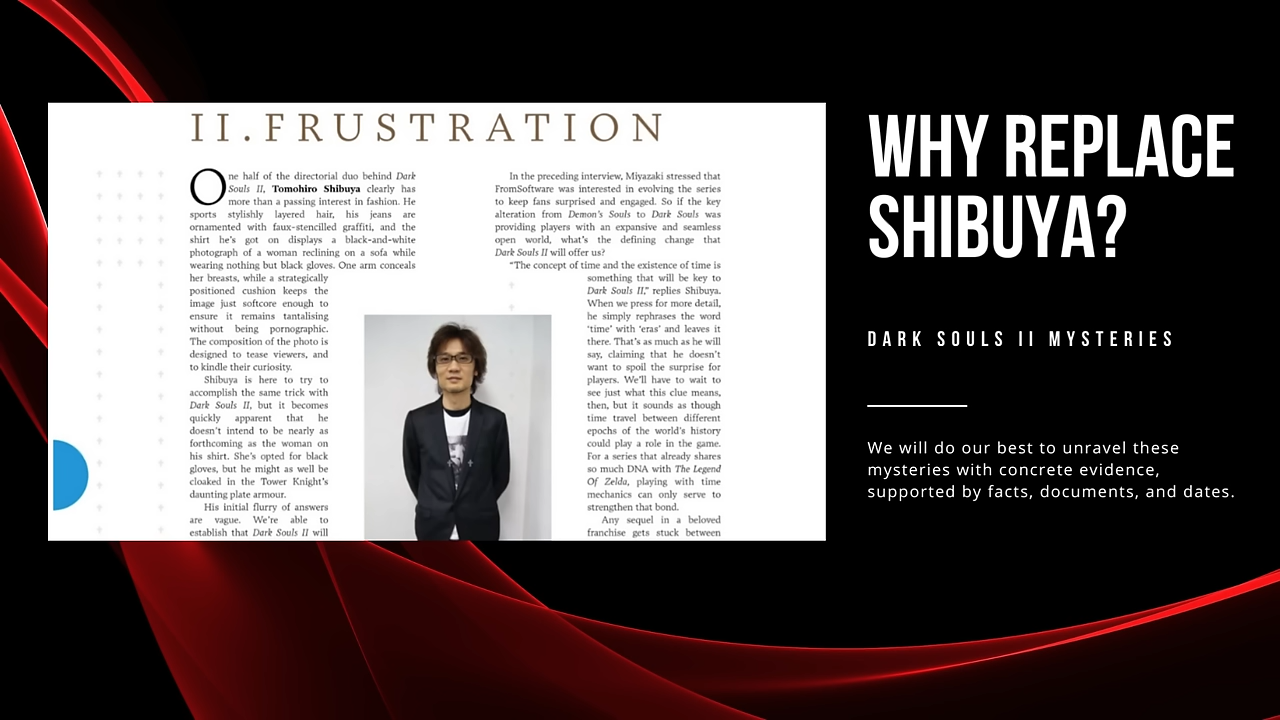 II.FRUSTRATION
One half of the directorial duo behind Dark
Souls II, Tomohiro Shibuya clearly has
more than a passing interest in fashion. He
sports stylishly layered hair, his jeans are
ornamented with faux-stencilled graffiti, and the
shirt he's got on displays a black-and-white
photograph of a woman reclining on a sofa while
wearing nothing but black gloves. One arm conceals
her breasts, while a strategically
positioned cushion keeps the
image just softcore enough to
ensure it remains tantalising
without being pornographic.
The composition of the photo is
designed to tease viewers, and
to kindle their curiosity.
Shibuya is here to try to
accomplish the same trick with
Dark Souls II, but it becomes
quickly apparent that he
doesn't intend to be nearly as
forthcoming as the woman on
his shirt. She's opted for black
gloves, but he might as well be
cloaked in the Tower Knight's
daunting plate armour.
His initial flurry of answers
are vague. We're able to
establish that Dark Souls II will
In the preceding interview, Miyazaki stressed that
FromSoftware was interested in evolving the series
to keep fans surprised and engaged. So if the key
alteration from Demon's Souls to Dark Souls was
providing players with an expansive and seamless
open world, what's the defining change that
Dark Souls II will offer us?
"The concept of time and the existence of time is
something that will be key to
Dark Souls II," replies Shibuya.
When we press for more detail,
he simply rephrases the word
'time' with 'eras' and leaves it
there. That's as much as he will
say, claiming that he doesn't
want to spoil the surprise for
players. We'll have to wait to
see just what this clue means,
then, but it sounds as though
time travel between different
epochs of the world's history
could play a role in the game.
For a series that already shares
so much DNA with The Legend
Of Zelda, playing with time
mechanics can only serve to
strengthen that bond.
Any sequel in a beloved
franchise gets stuck between
WHY REPLACE
SHIBUYA?
DARK SOULS II MYSTERIES
We will do our best to unravel these
mysteries with concrete evidence,
supported by facts, documents, and dates.